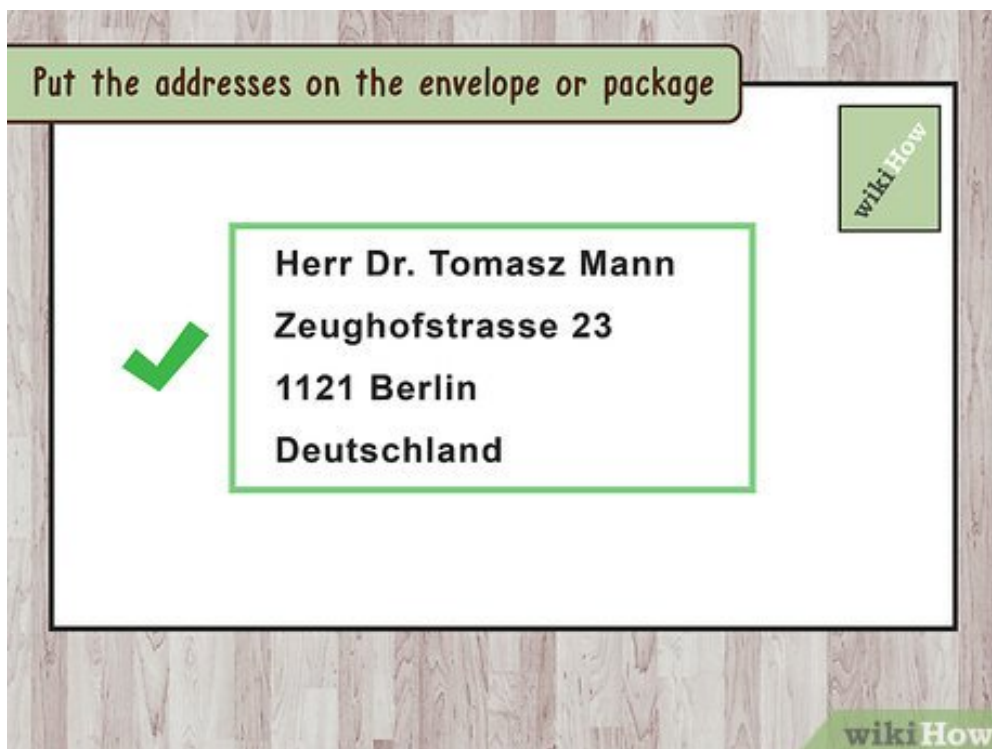 Put the addresses on the envelope or package
wikiHow
Herr Dr. Tomasz Mann
Zeughofstrasse 23
1121 Berlin
Deutschland
wikiHow